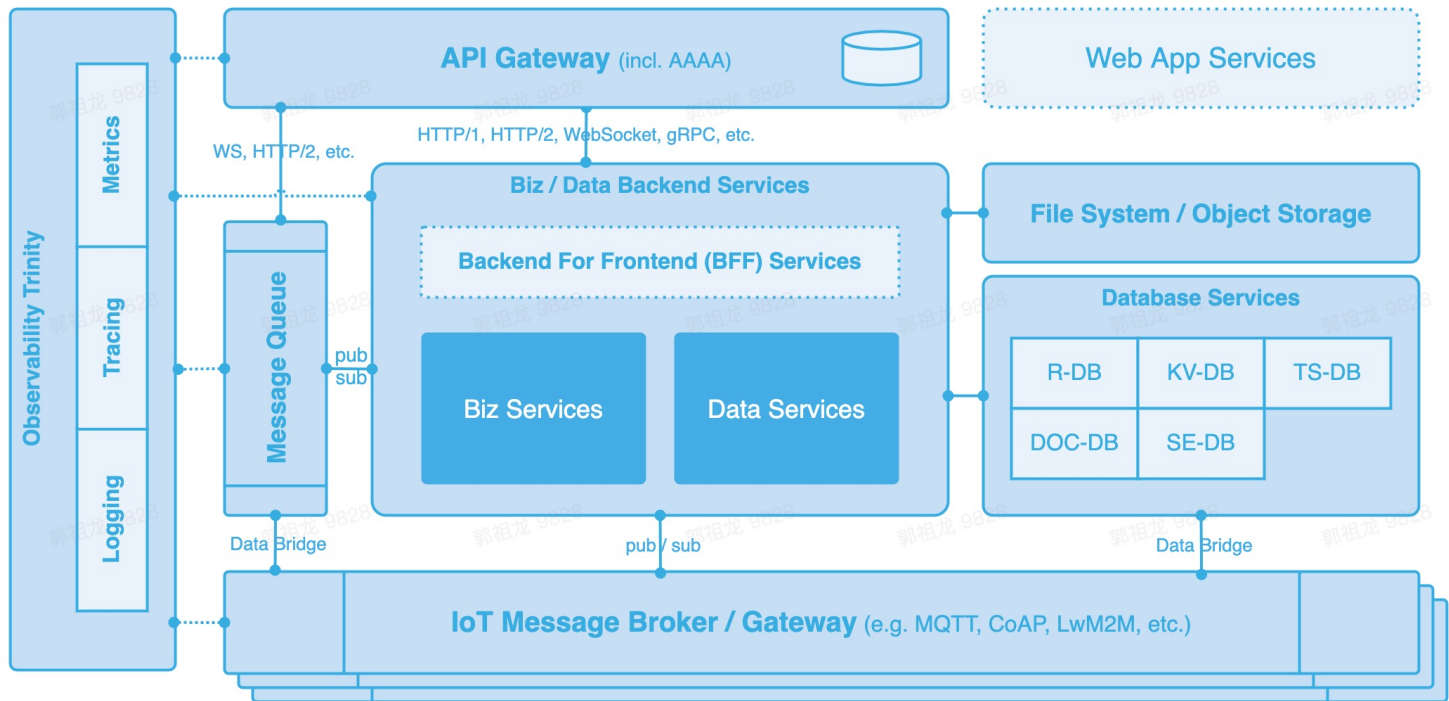 API Gateway (incl. AAAA)
Web App Services
HTTP/1, HTTP/2, WebSocket, gRPC, etc.
WS, HTTP/2, etc.
Observability Trinity
Metrics
Tracing
Logging
Message Queue
pub
sub
Biz / Data Backend Services
Backend For Frontend (BFF) Services
Biz Services
Data Services
File System / Object Storage
Database Services
R-DB
KV-DB
TS-DB
DOC-DB
SE-DB
Data Bridge
pub / sub
Data Bridge
IoT Message Broker / Gateway (e.g. MQTT, CoAP, LwM2M, etc.)
郭祖龙 9828